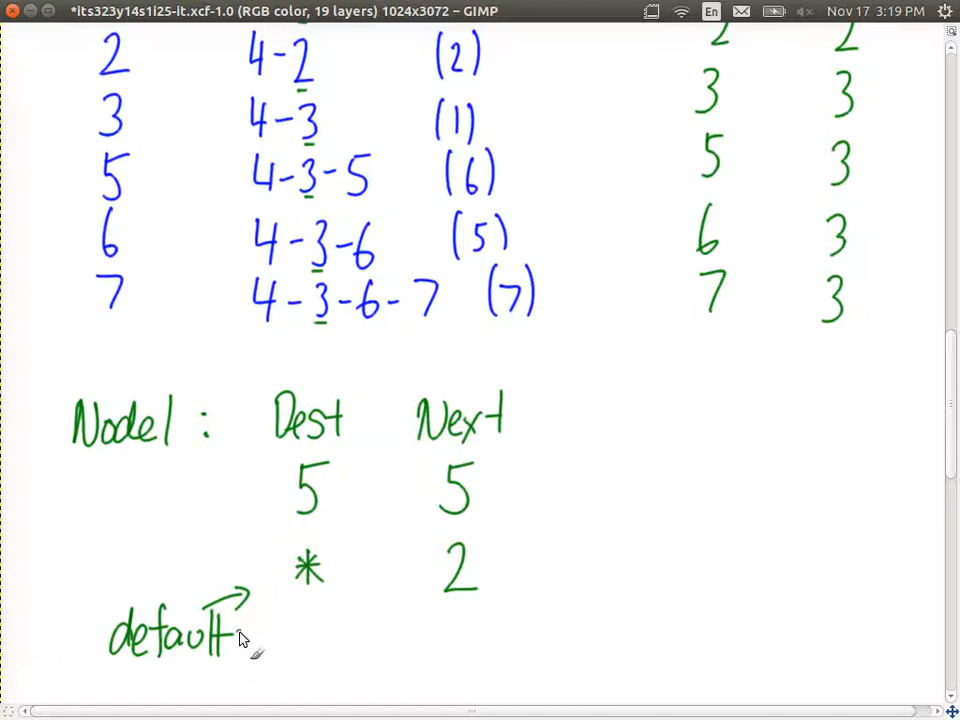 *its323y14s1i25-it.xcf-1.0 (RGB color, 19 layers) 1024x3072 – GIMP En Nov 17 3:19 PM
2 4-2 (2) 2 2
3 4-3 (1) 3 3
5 4-3-5 (6) 5 3
6 4-3-6 (5) 6 3
7 4-3-6-7 (7) 7 3
Node1 : Dest Next
5 5
* 2
default